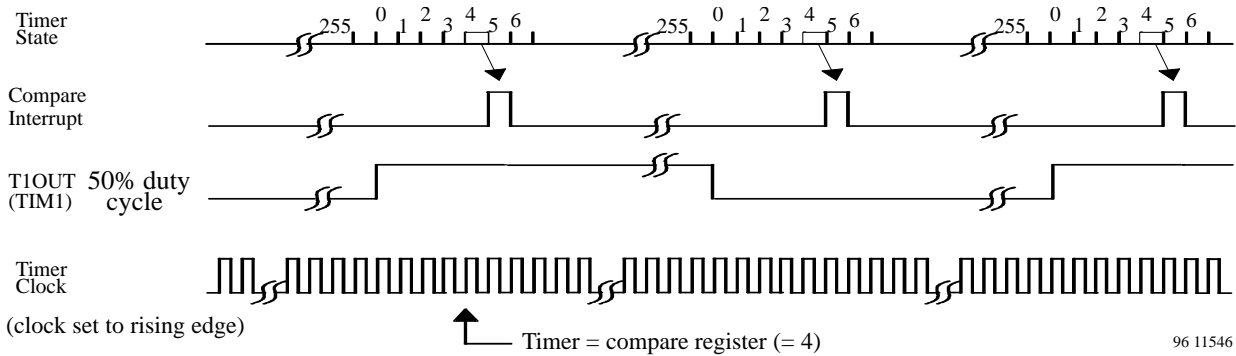 Timer
State
255 0 1 2 3 4 5 6
255 0 1 2 3 4 5 6
255 0 1 2 3 4 5 6
Compare
Interrupt
T1OUT 50% duty
(TIM1) cycle
Timer
Clock
(clock set to rising edge)
Timer = compare register (= 4)
96 11546